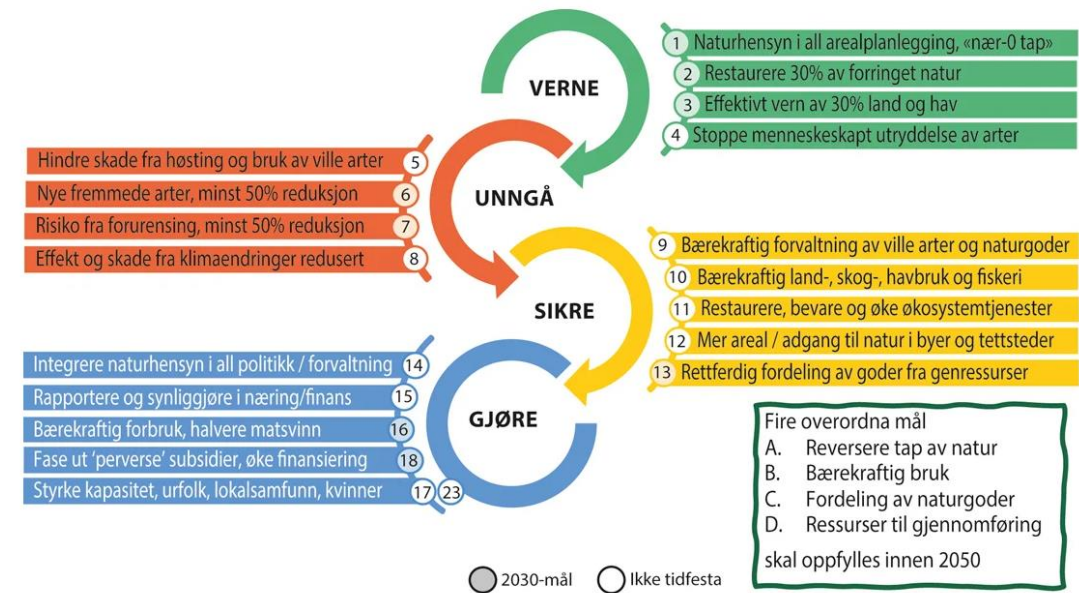 VERNE
1 Naturhensyn i all arealplanlegging, «nær-0 tap»
2 Restaurere 30% av forringet natur
3 Effektivt vern av 30% land og hav
4 Stoppe menneskeskapt utryddelse av arter
UNNGÅ
Hindre skade fra høsting og bruk av ville arter 5
Nye fremmede arter, minst 50% reduksjon 6
Risiko fra forurensing, minst 50% reduksjon 7
Effekt og skade fra klimaendringer redusert 8
SIKRE
9 Bærekraftig forvaltning av ville arter og naturgoder
10 Bærekraftig land-, skog-, havbruk og fiskeri
11 Restaurere, bevare og øke økosystemtjenester
12 Mer areal / adgang til natur i byer og tettsteder
13 Rettferdig fordeling av goder fra genressurser
GJØRE
Integrere naturhensyn i all politikk / forvaltning 14
Rapportere og synliggjøre i næring/finans 15
Bærekraftig forbruk, halvere matsvinn 16
Fase ut ‘perverse’ subsidier, øke finansiering 18
Styrke kapasitet, urfolk, lokalsamfunn, kvinner 17 23
Fire overordna mål
A. Reversere tap av natur
B. Bærekraftig bruk
C. Fordeling av naturgoder
D. Ressurser til gjennomføring
skal oppfylles innen 2050
2030-mål Ikke tidfesta